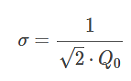 σ = 1 / (√2 · Q₀)